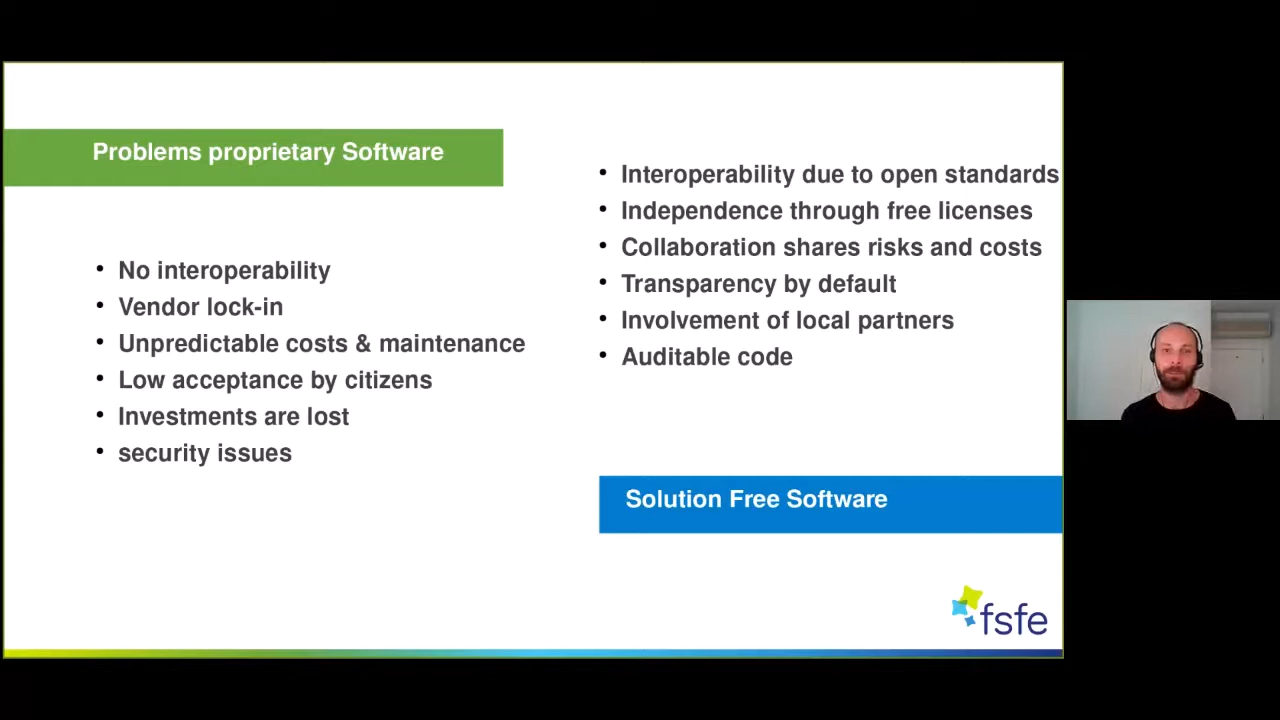 Problems proprietary Software
• No interoperability
• Vendor lock-in
• Unpredictable costs & maintenance
• Low acceptance by citizens
• Investments are lost
• security issues
• Interoperability due to open standards
• Independence through free licenses
• Collaboration shares risks and costs
• Transparency by default
• Involvement of local partners
• Auditable code
Solution Free Software
fsfe